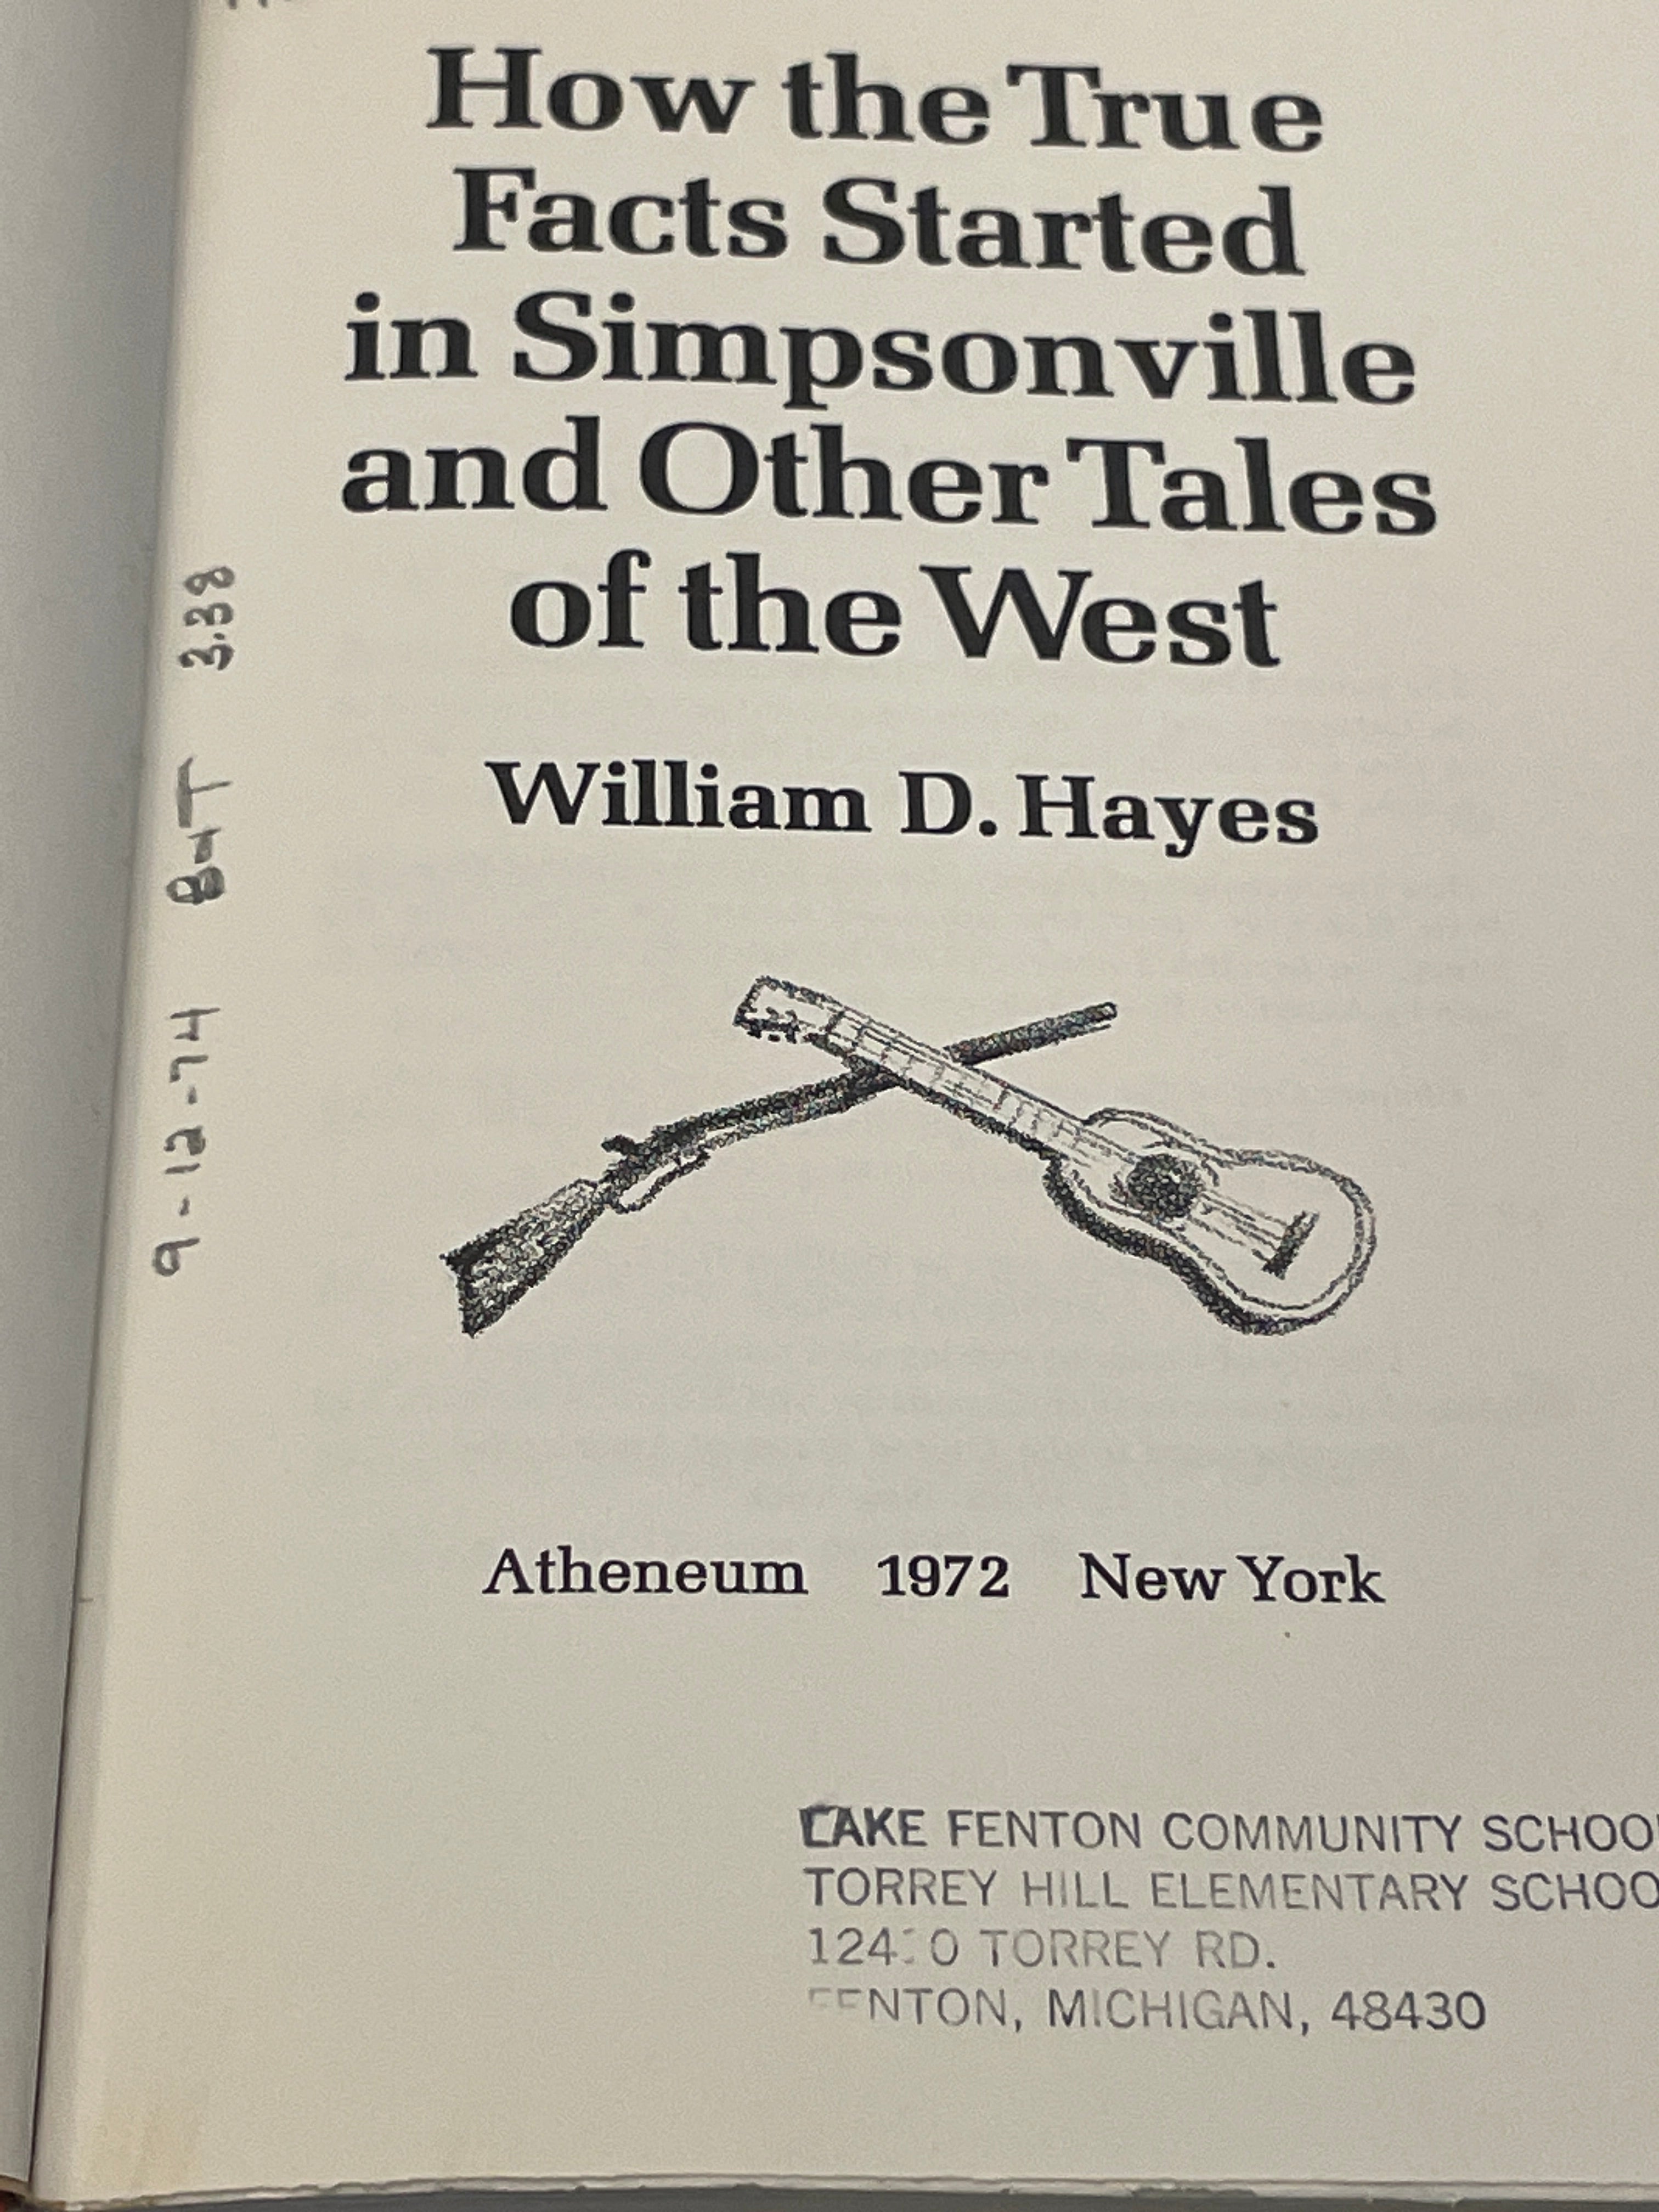 How the True
Facts Started
in Simpsonville
and Other Tales
of the West
William D. Hayes
9-12-74 B+T 3.38
Atheneum 1972 New York
LAKE FENTON COMMUNITY SCHOO
TORREY HILL ELEMENTARY SCHOO
TORREY RD.
FENTON, MICHIGAN, 48430